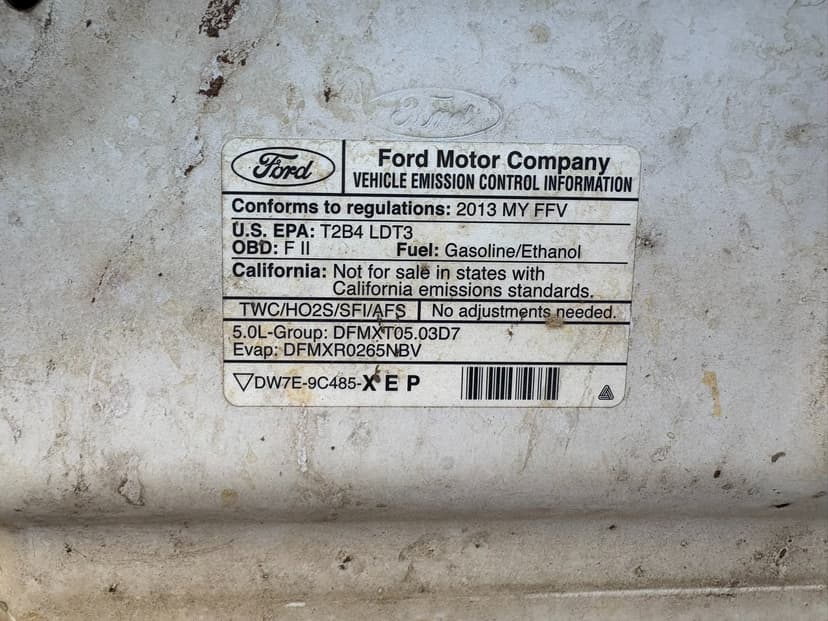 Ford
Ford
Ford Motor Company
VEHICLE EMISSION CONTROL INFORMATION
Conforms to regulations: 2013 MY FFV
U.S. EPA: T2B4 LDT3
OBD: F II Fuel: Gasoline/Ethanol
California: Not for sale in states with
California emissions standards.
TWC/HO2S/SFI/AFS No adjustments needed.
5.0L-Group: DFMXT05.03D7
Evap: DFMXR0265NBV
DW7E-9C485-XEP